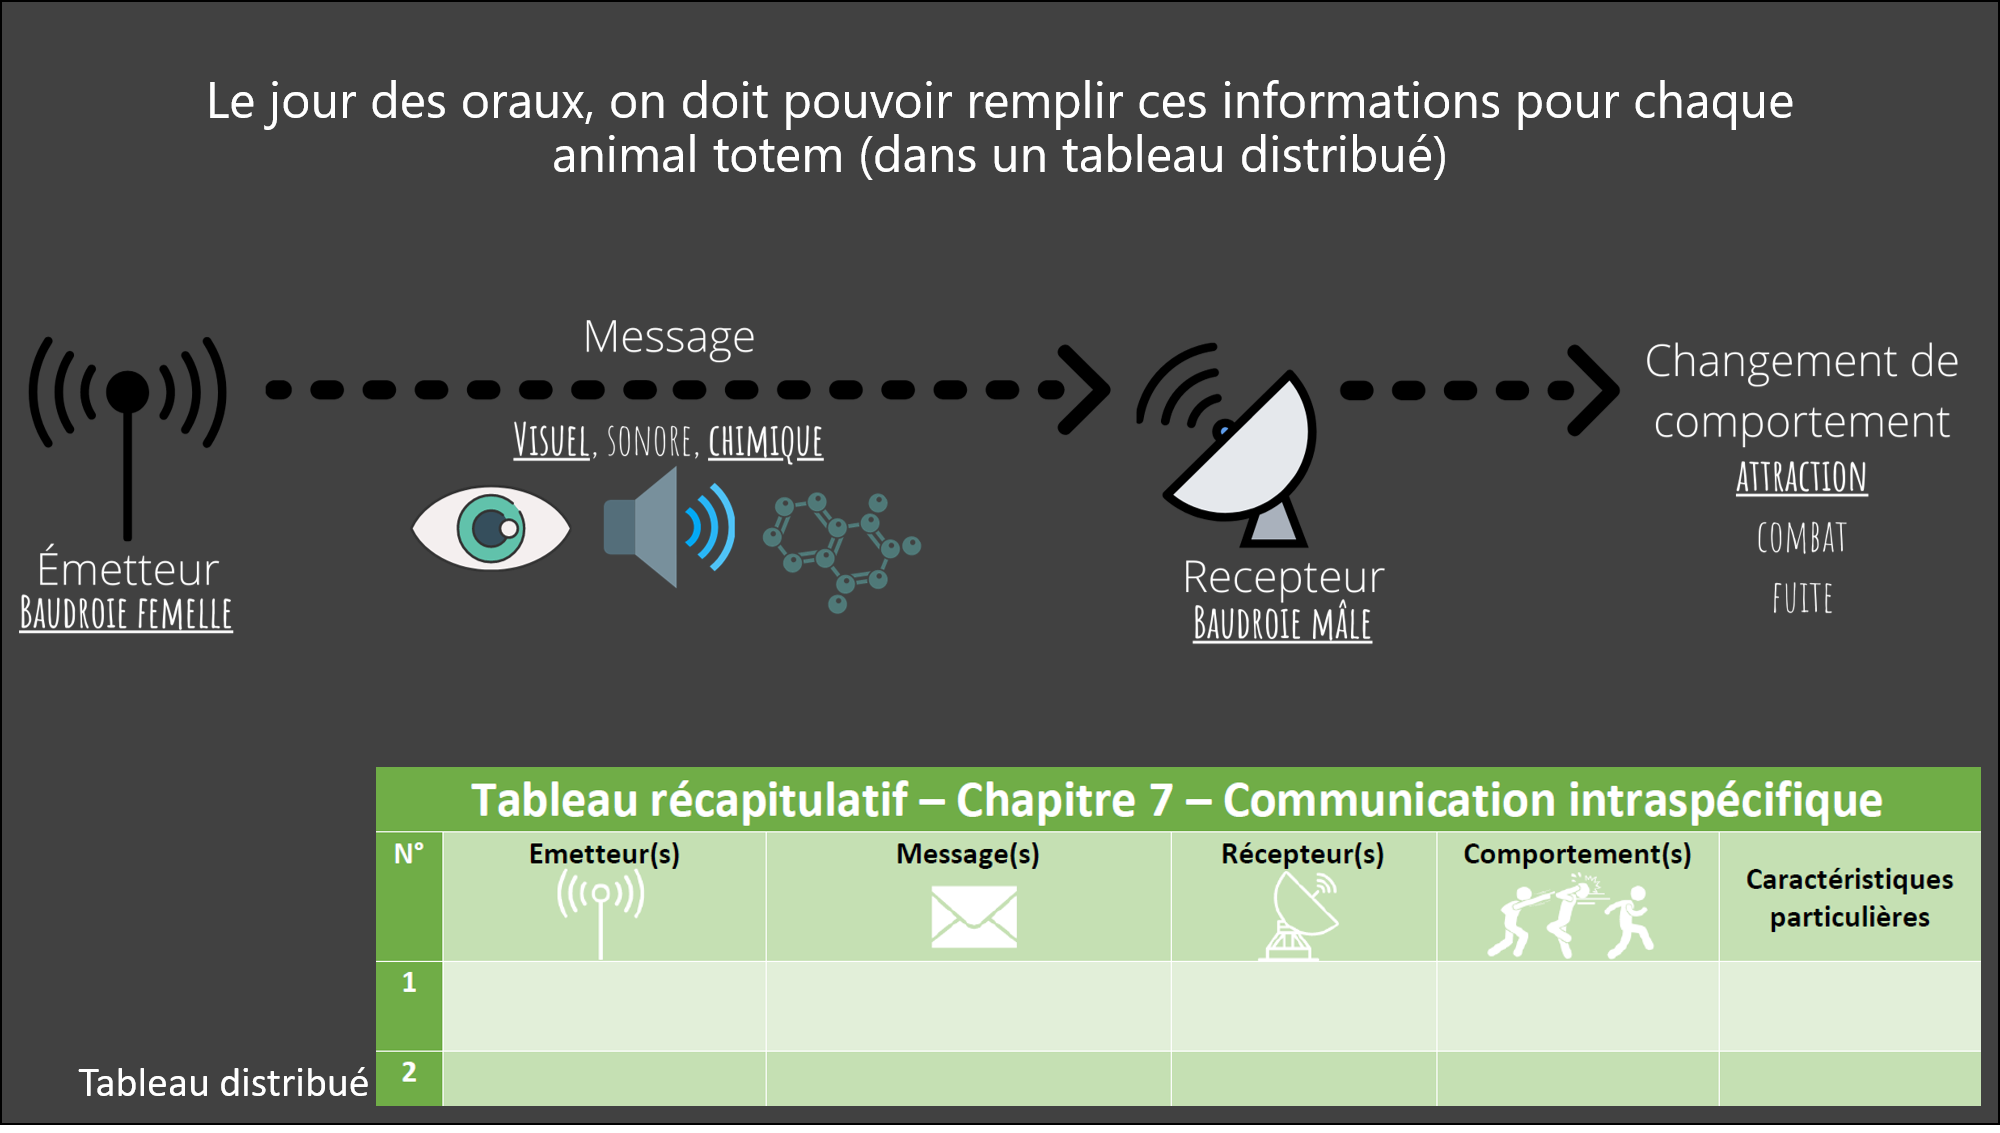 Le jour des oraux, on doit pouvoir remplir ces informations pour chaque
animal totem (dans un tableau distribué)
Message
Visuel, sonore, chimique
Émetteur
Baudroie femelle
Recepteur
Baudroie mâle
Changement de
comportement
attraction
combat
fuite
Tableau récapitulatif – Chapitre 7 – Communication intraspécifique
N° Emetteur(s) Message(s) Récepteur(s) Comportement(s) Caractéristiques
particulières
1
2
Tableau distribué